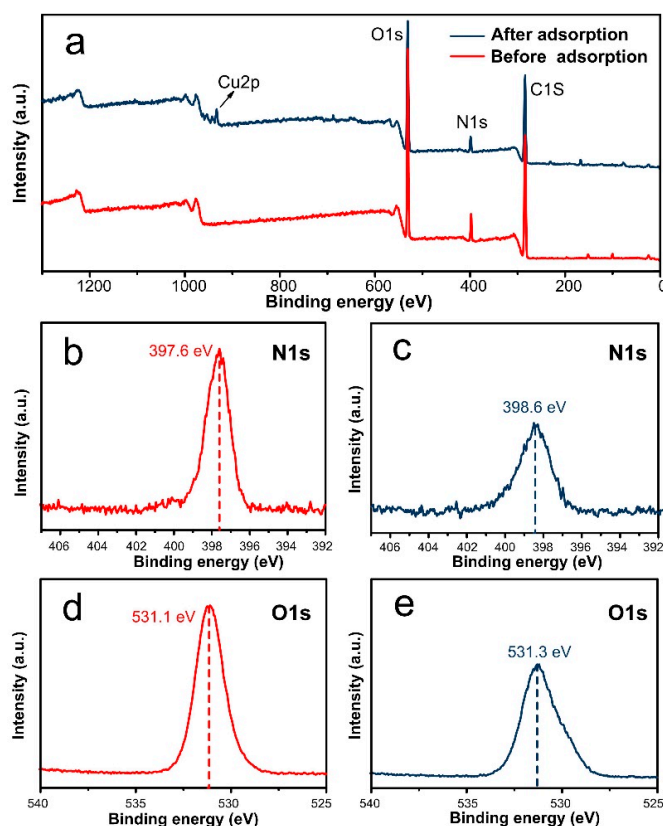 a
O1s
After adsorption
Before adsorption
Cu2p
C1S
N1s
Intensity (a.u.)
1200 1000 800 600 400 200 0
Binding energy (eV)
b
397.6 eV
N1s
Intensity (a.u.)
406 404 402 400 398 396 394 392
Binding energy (eV)
c
N1s
398.6 eV
Intensity (a.u.)
406 404 402 400 398 396 394 392
Binding energy (eV)
d
531.1 eV
O1s
Intensity (a.u.)
540 535 530 525
Binding energy (eV)
e
O1s
531.3 eV
Intensity (a.u.)
540 535 530 525
Binding energy (eV)